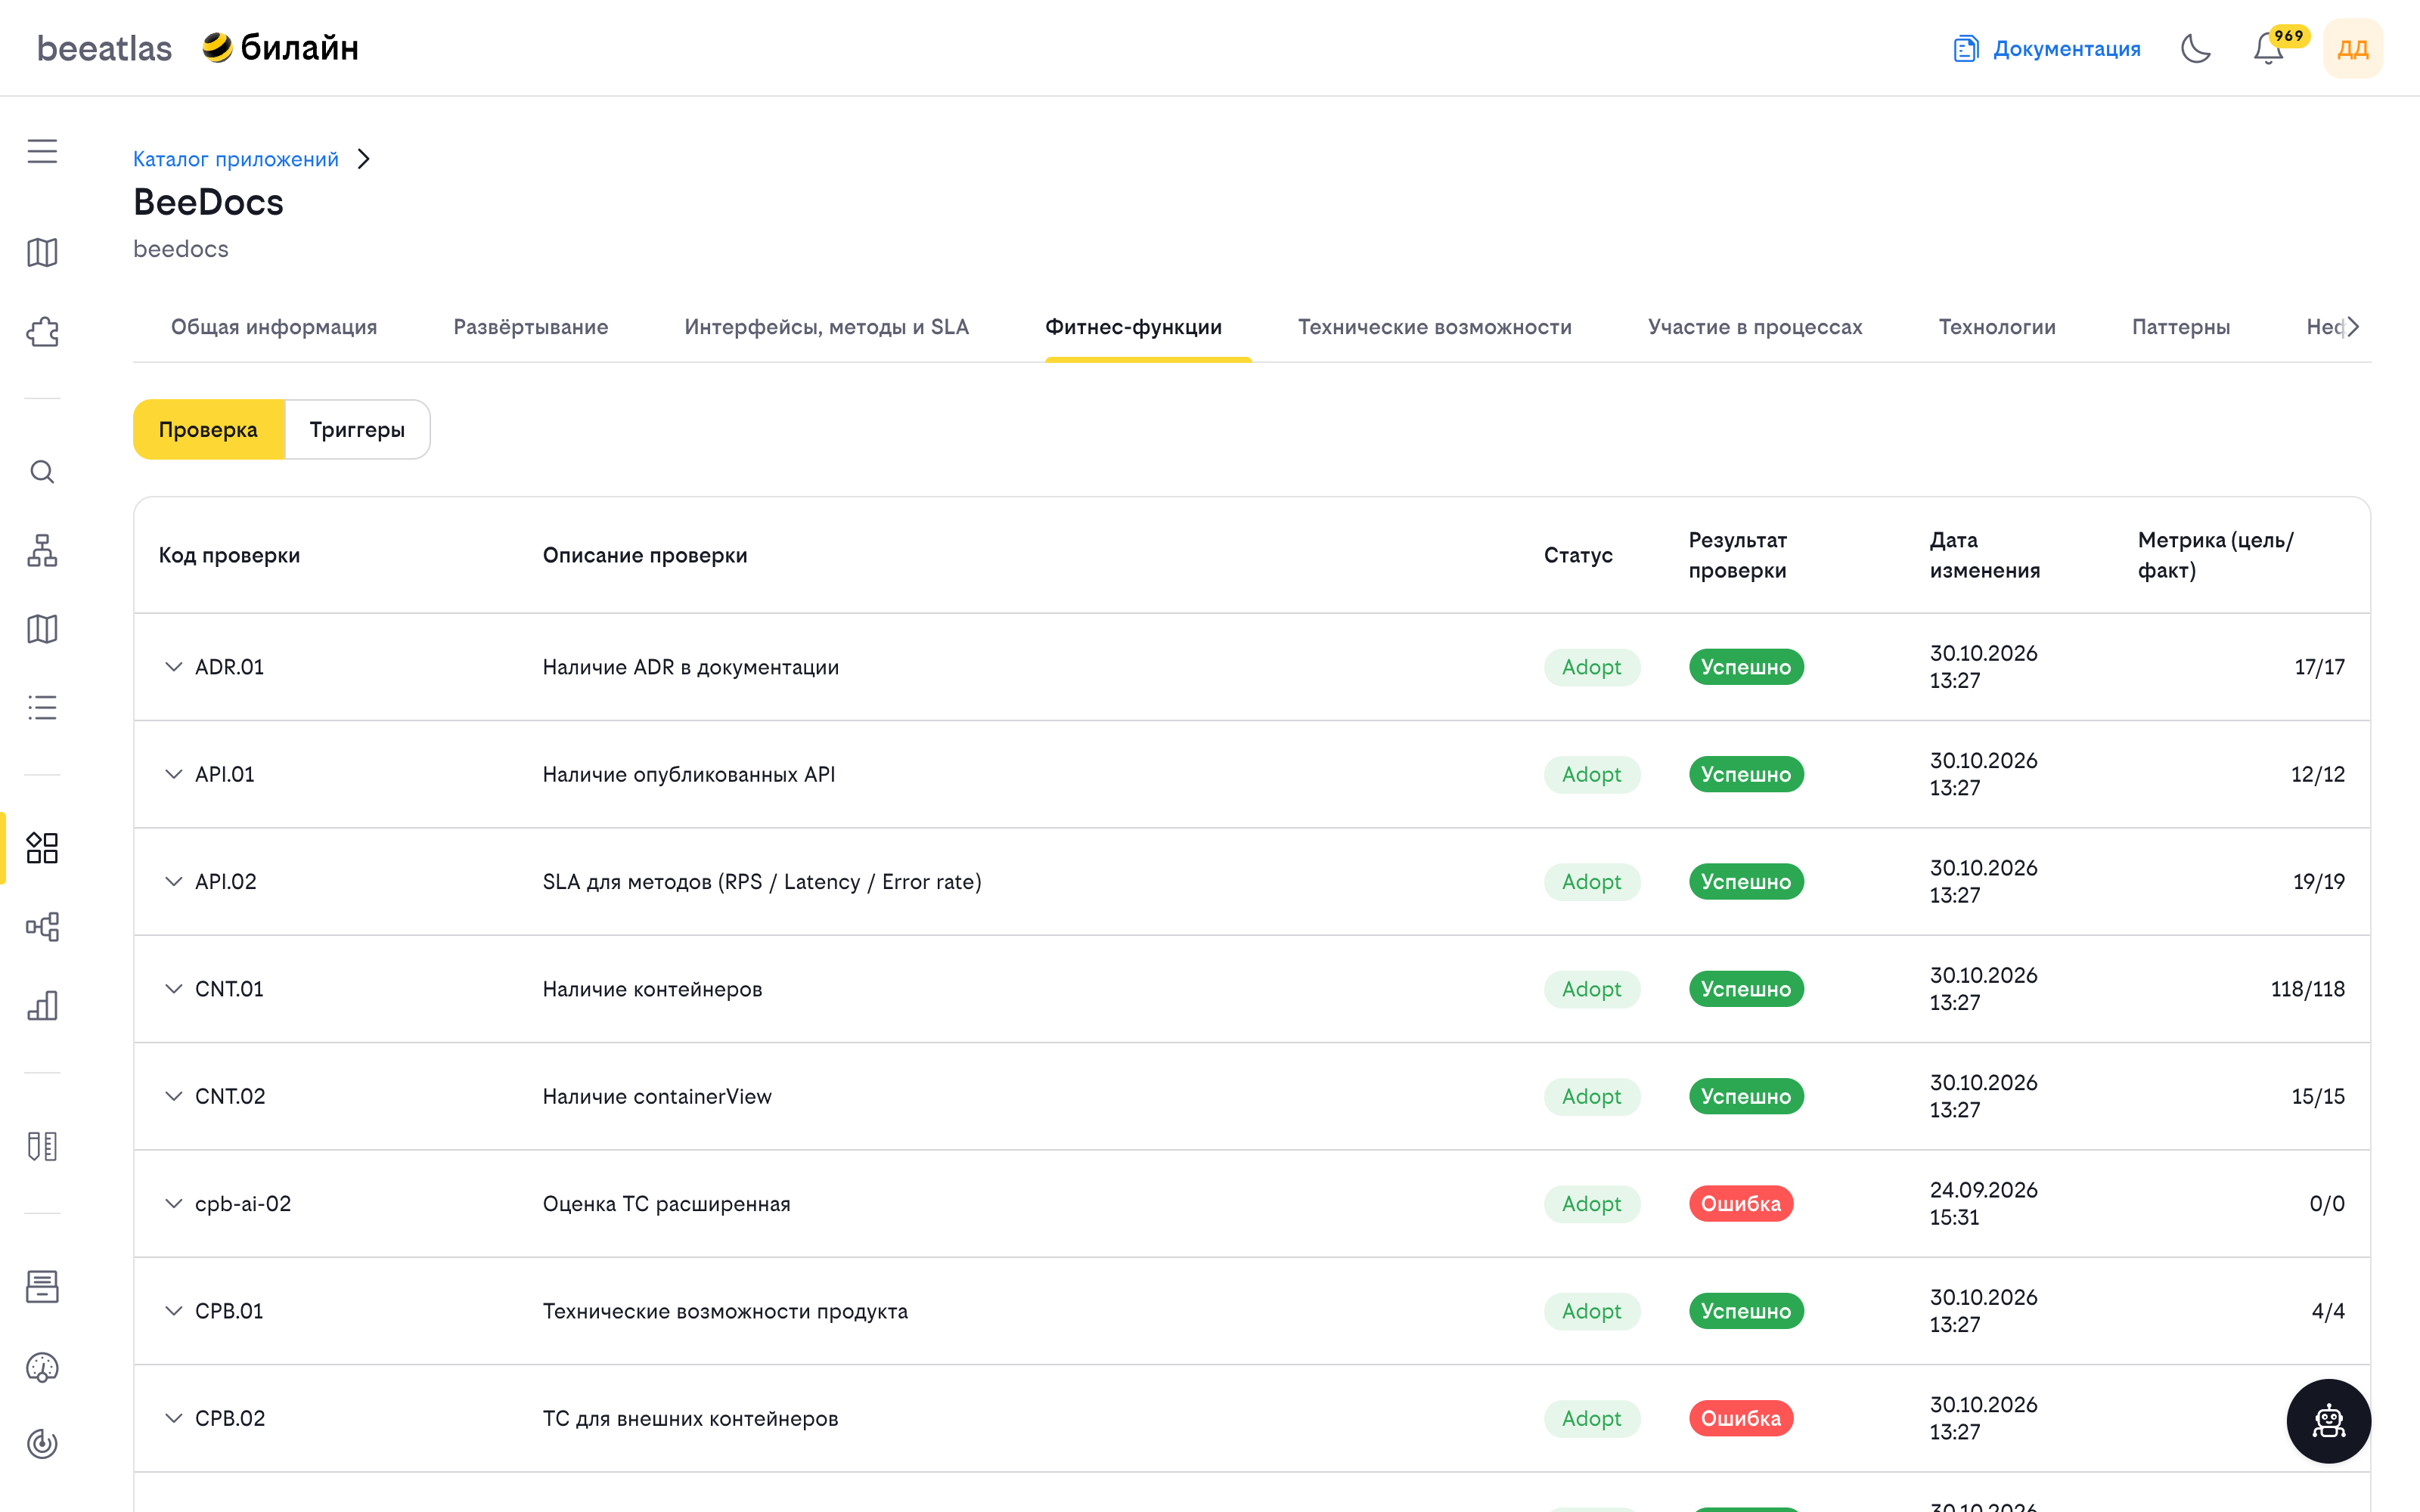 beeatlas билайн
Документация
969
ДД
Каталог приложений
BeeDocs
beedocs
Общая информация Развёртывание Интерфейсы, методы и SLA Фитнес-функции Технические возможности Участие в процессах Технологии Паттерны
Проверка Триггеры
Код проверки Описание проверки Статус Результат проверки Дата изменения Метрика (цель/факт)
ADR.01 Наличие ADR в документации Adopt Успешно 30.10.2026 13:27 17/17
API.01 Наличие опубликованных API Adopt Успешно 30.10.2026 13:27 12/12
API.02 SLA для методов (RPS / Latency / Error rate) Adopt Успешно 30.10.2026 13:27 19/19
CNT.01 Наличие контейнеров Adopt Успешно 30.10.2026 13:27 118/118
CNT.02 Наличие containerView Adopt Успешно 30.10.2026 13:27 15/15
cpb-ai-02 Оценка ТС расширенная Adopt Ошибка 24.09.2026 15:31 0/0
CPB.01 Технические возможности продукта Adopt Успешно 30.10.2026 13:27 4/4
CPB.02 ТС для внешних контейнеров Adopt Ошибка 30.10.2026 13:27